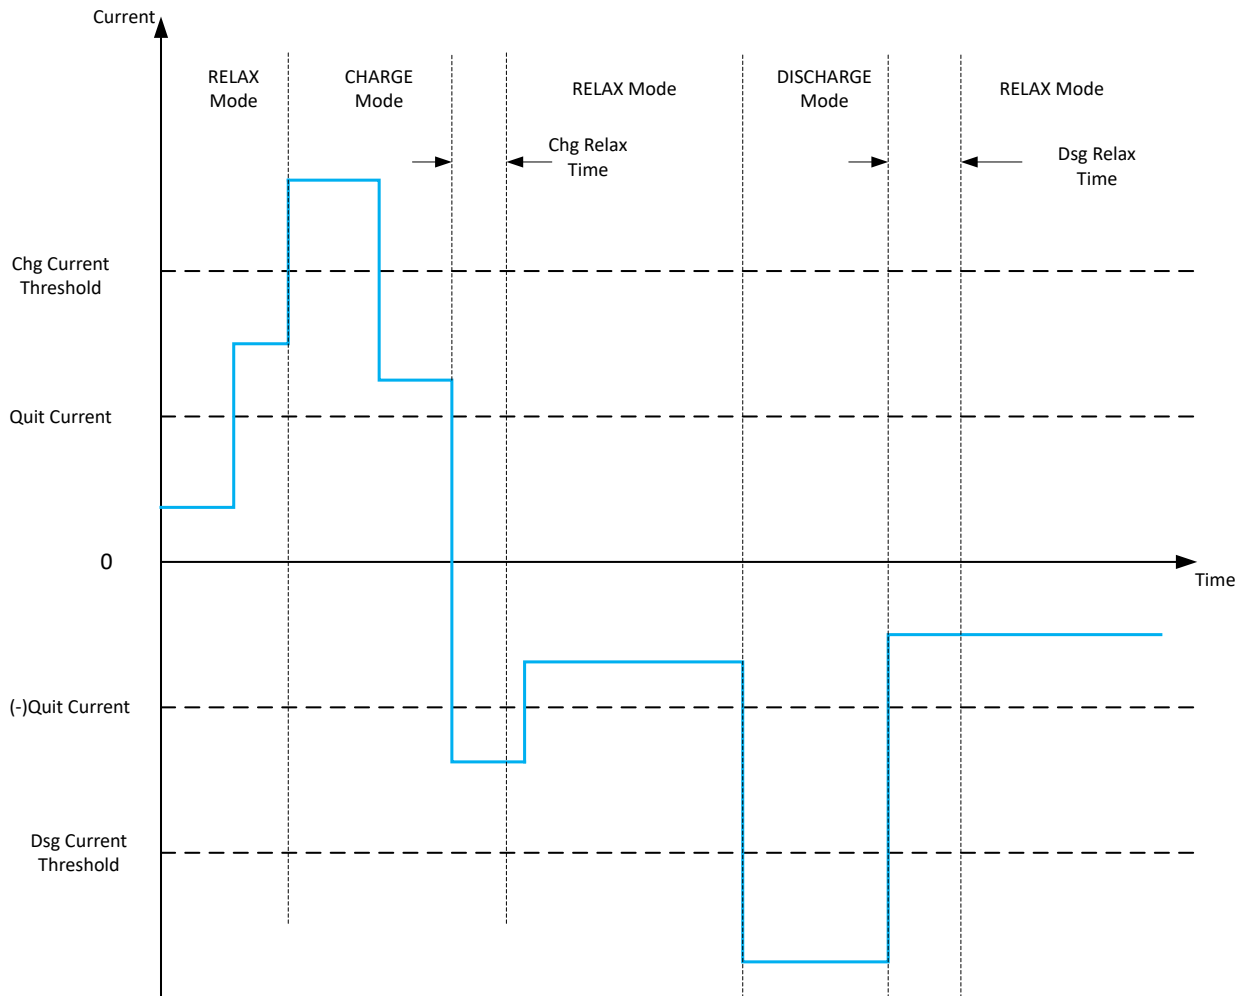 Current
RELAX
Mode
CHARGE
Mode
RELAX Mode
DISCHARGE
Mode
RELAX Mode
Chg Relax
Time
Dsg Relax
Time
Chg Current
Threshold
Quit Current
0
Time
(-)Quit Current
Dsg Current
Threshold